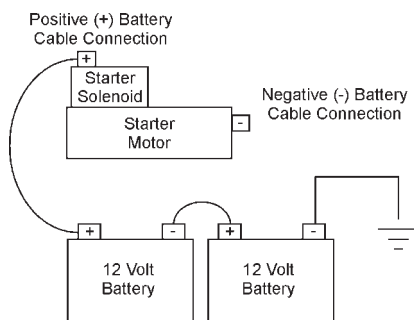 Positive (+) Battery
Cable Connection
+
Starter
Solenoid
Starter
Motor
-
Negative (-) Battery
Cable Connection
+
-
+
-
12 Volt
Battery
12 Volt
Battery